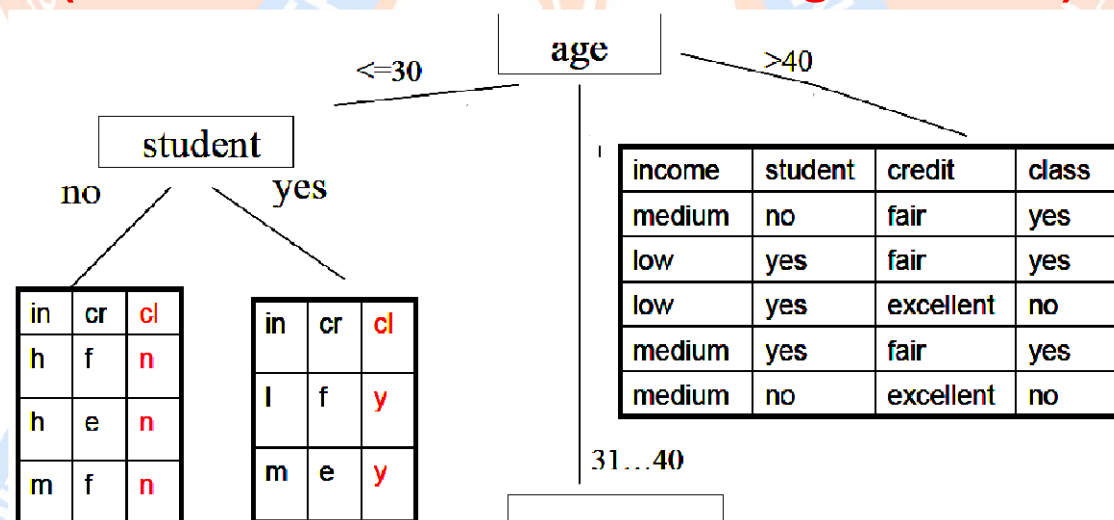 age
<=30
>40
student
no
yes
income student credit class
medium no fair yes
low yes fair yes
low yes excellent no
medium yes fair yes
medium no excellent no
in cr cl
h f n
h e n
m f n
in cr cl
l f y
m e y
31...40